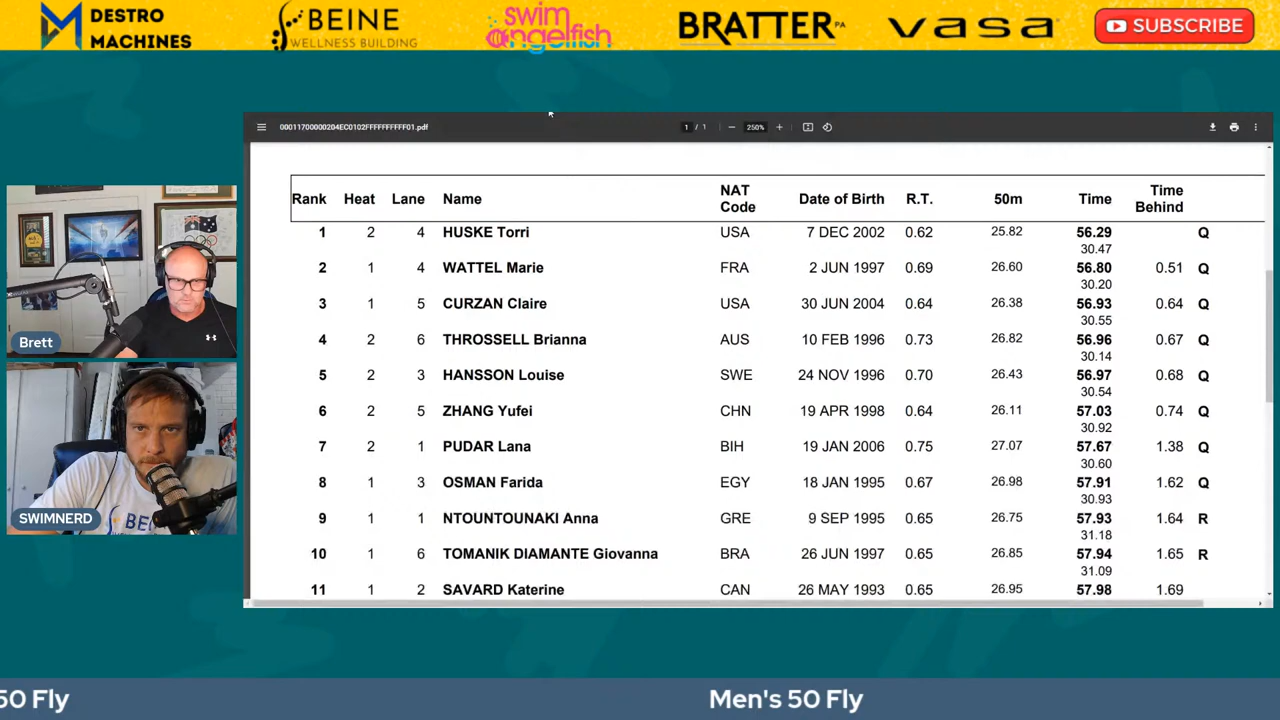 DESTRO
MACHINES
BEINE
WELLNESS BUILDING
swim
angelfish
BRATTER PA
vasa
SUBSCRIBE
00011700000204EC0102FFFFFFFFFF01.pdf
1 / 1
250%
Rank Heat Lane Name NAT Code Date of Birth R.T. 50m Time Time Behind
1 2 4 HUSKE Torri USA 7 DEC 2002 0.62 25.82 56.29 Q
30.47
2 1 4 WATTEL Marie FRA 2 JUN 1997 0.69 26.60 56.80 0.51 Q
30.20
3 1 5 CURZAN Claire USA 30 JUN 2004 0.64 26.38 56.93 0.64 Q
30.55
4 2 6 THROSSELL Brianna AUS 10 FEB 1996 0.73 26.82 56.96 0.67 Q
30.14
5 2 3 HANSSON Louise SWE 24 NOV 1996 0.70 26.43 56.97 0.68 Q
30.54
6 2 5 ZHANG Yufei CHN 19 APR 1998 0.64 26.11 57.03 0.74 Q
30.92
7 2 1 PUDAR Lana BIH 19 JAN 2006 0.75 27.07 57.67 1.38 Q
30.60
8 1 3 OSMAN Farida EGY 18 JAN 1995 0.67 26.98 57.91 1.62 Q
30.93
9 1 1 NTOUNTOUNAKI Anna GRE 9 SEP 1995 0.65 26.75 57.93 1.64 R
31.18
10 1 6 TOMANIK DIAMANTE Giovanna BRA 26 JUN 1997 0.65 26.85 57.94 1.65 R
31.09
11 1 2 SAVARD Katerine CAN 26 MAY 1993 0.65 26.95 57.98 1.69
Brett
SWIMNERD
BE
50 Fly
Men's 50 Fly